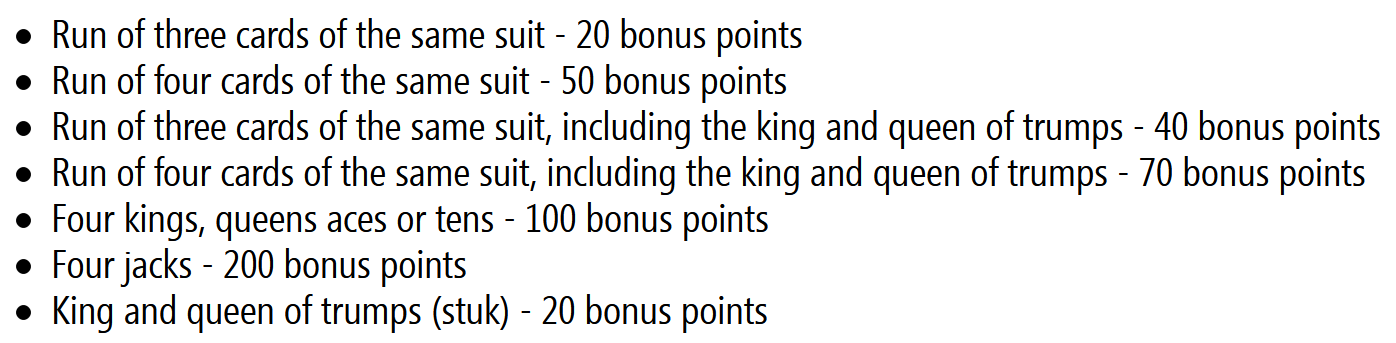 • Run of three cards of the same suit - 20 bonus points
• Run of four cards of the same suit - 50 bonus points
• Run of three cards of the same suit, including the king and queen of trumps - 40 bonus points
• Run of four cards of the same suit, including the king and queen of trumps - 70 bonus points
• Four kings, queens aces or tens - 100 bonus points
• Four jacks - 200 bonus points
• King and queen of trumps (stuk) - 20 bonus points